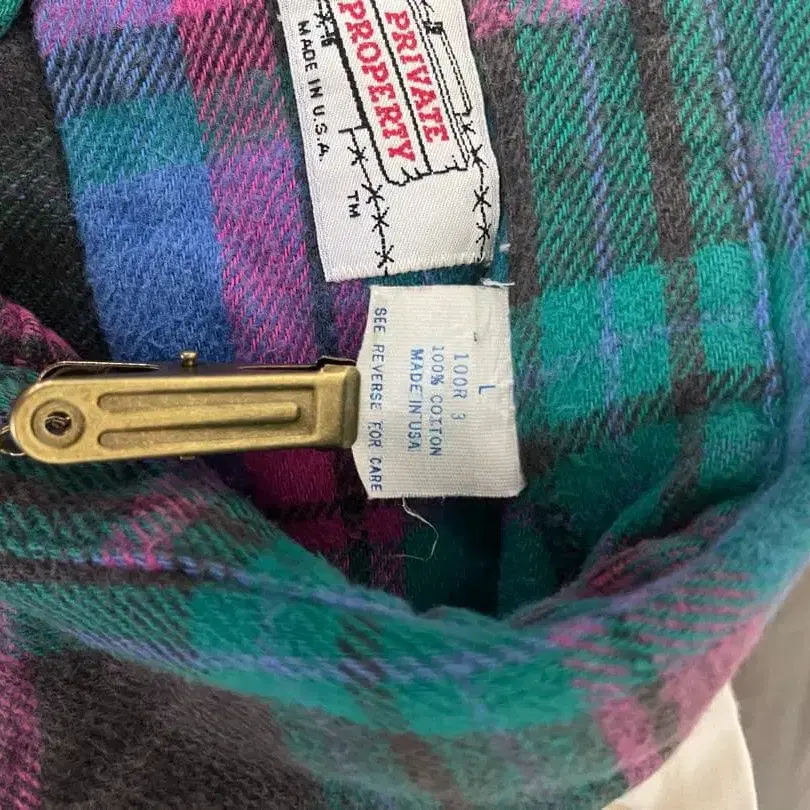 PRIVATE
PROPERTY
MADE IN U.S.A.
TM
L
100R 3
100% COTTON
MADE IN USA
SEE REVERSE FOR CARE